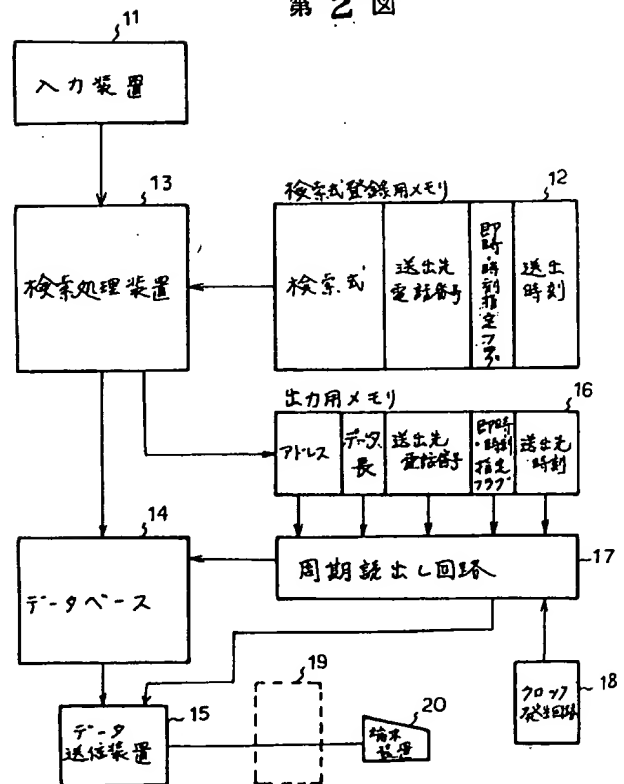 第2図
11
入力装置
13
検索処理装置
検索式登録用メモリ
12
検索式
送出先
電話番号
即時・時刻指定フラグ
送出
時刻
出力用メモリ
16
アドレス
データ
長
送出先
電話番号
即時
・時刻
指定
フラグ
送出先
時刻
14
データベース
周期読出し回路
17
クロック
発生回路
18
データ
送信装置
15
19
20
端末
装置